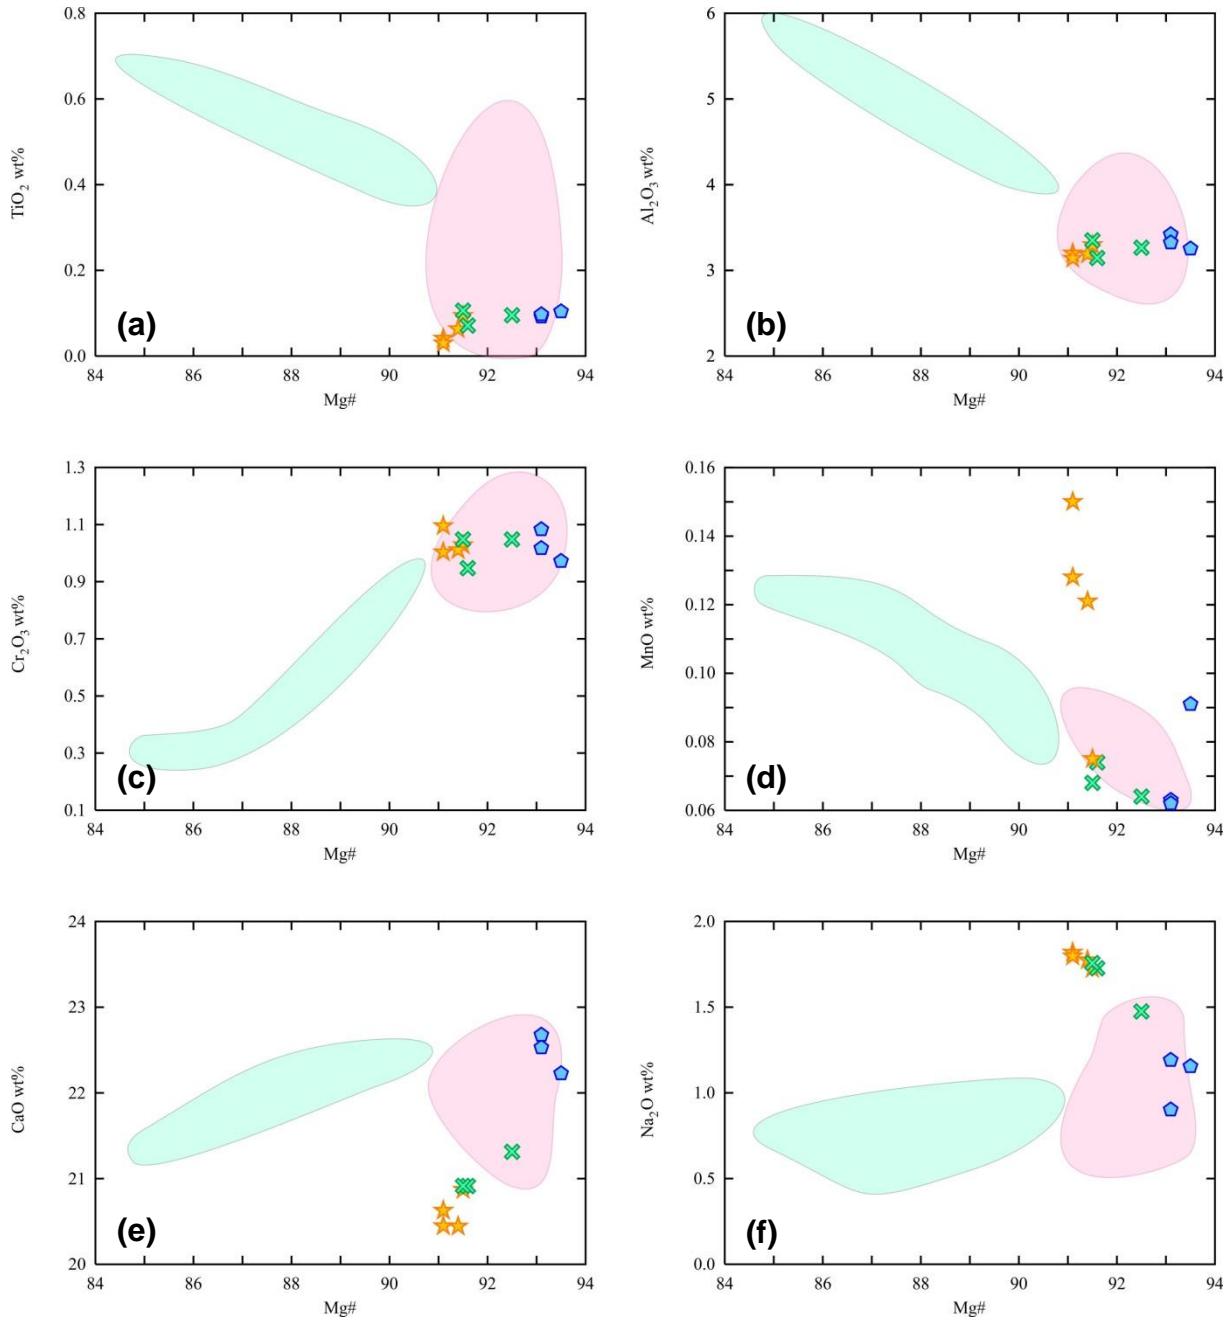 0.8
0.6
0.4
0.2
0.0
TiO2 wt%
(a)
84 86 88 90 92 94
Mg#
6
5
4
3
2
Al2O3 wt%
(b)
84 86 88 90 92 94
Mg#
1.3
1.1
0.9
0.7
0.5
0.3
0.1
Cr2O3 wt%
(c)
84 86 88 90 92 94
Mg#
0.16
0.14
0.12
0.10
0.08
0.06
MnO wt%
(d)
84 86 88 90 92 94
Mg#
24
23
22
21
20
CaO wt%
(e)
84 86 88 90 92 94
Mg#
2.0
1.5
1.0
0.5
0.0
Na2O wt%
(f)
84 86 88 90 92 94
Mg#